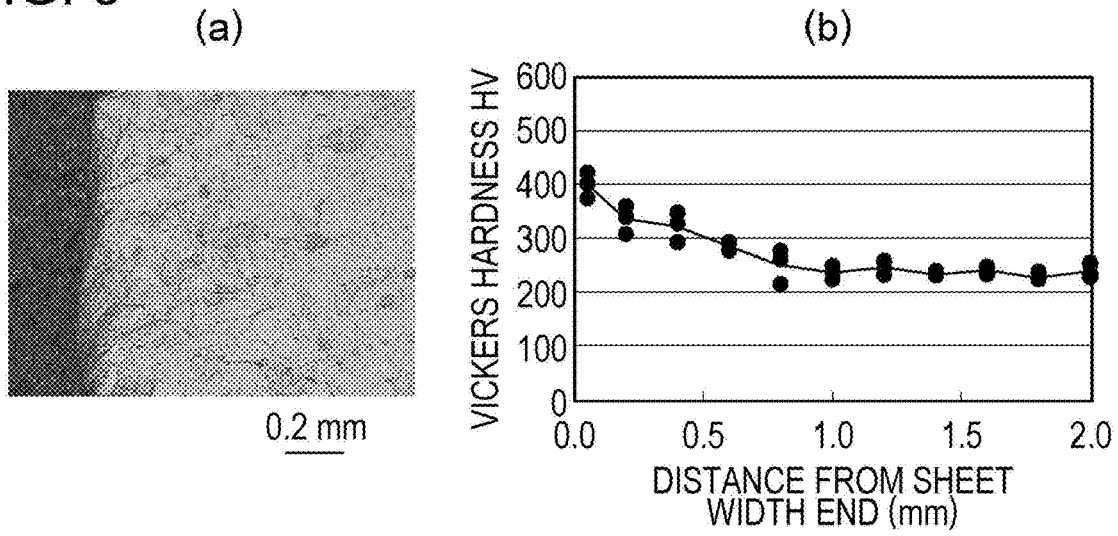 (a)
(b)
0.2 mm
VICKERS HARDNESS HV
600
500
400
300
200
100
0
0.0 0.5 1.0 1.5 2.0
DISTANCE FROM SHEET
WIDTH END (mm)